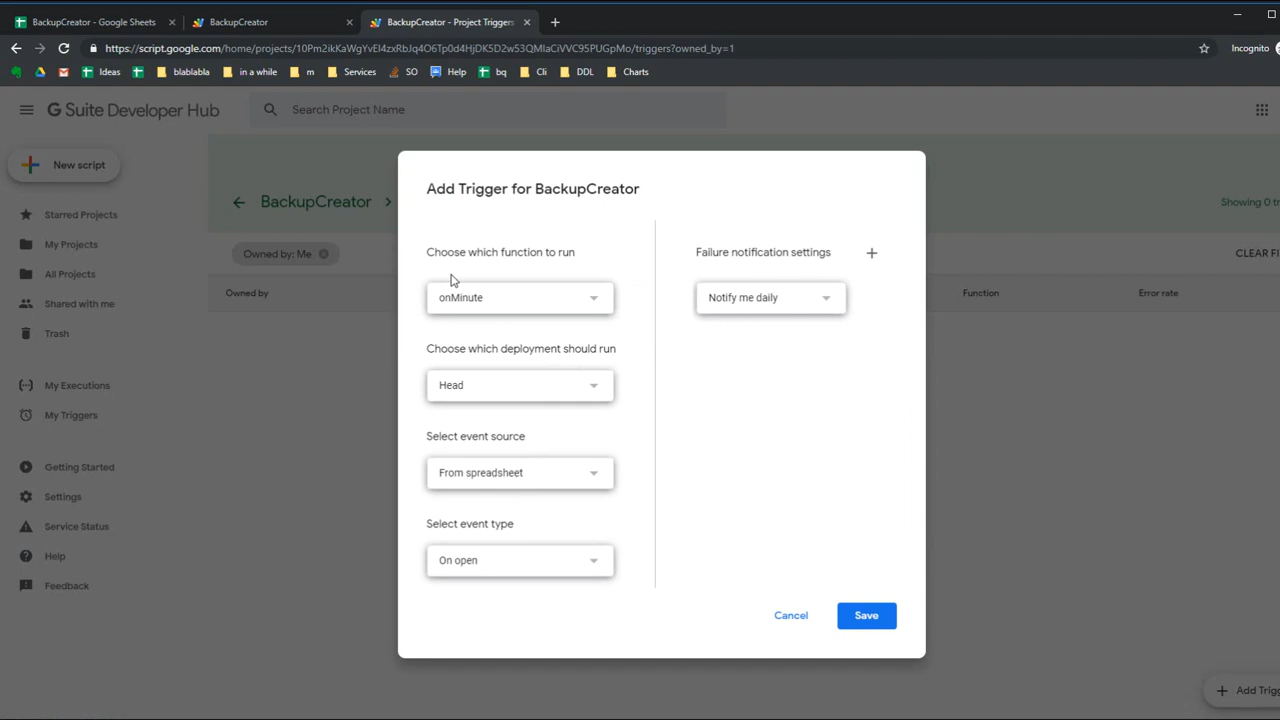 BackupCreator - Google Sheets
BackupCreator
BackupCreator - Project Triggers
https://script.google.com/home/projects/10Pm2ikKaWgYvEI4zxRbJq4O6Tp0d4HjDK5D2w53QMIaCiVVC95PUGpMo/triggers?owned_by=1
Incognito
Ideas
blablabla
in a while
m
Services
SO
Help
bq
Cli
DDL
Charts
G Suite Developer Hub
Search Project Name
New script
Starred Projects
My Projects
All Projects
Shared with me
Trash
My Executions
My Triggers
Getting Started
Settings
Service Status
Help
Feedback
BackupCreator
Showing 0 tr
Owned by: Me
CLEAR FI
Owned by
Function
Error rate
Add Trigger for BackupCreator
Choose which function to run
onMinute
Choose which deployment should run
Head
Select event source
From spreadsheet
Select event type
On open
Failure notification settings
Notify me daily
Cancel
Save
Add Trigg